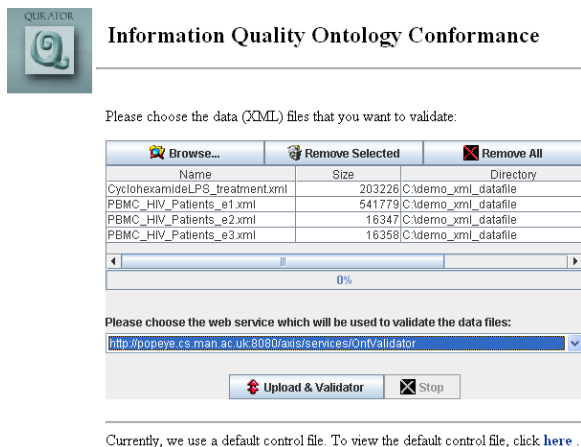 QURATOR
Information Quality Ontology Conformance
Please choose the data (XML) files that you want to validate:
Browse... Remove Selected Remove All
Name Size Directory
CyclohexamideLPS_treatment.xml 203226 C:\demo_xml_datafile
PBMC_HIV_Patients_e1.xml 541779 C:\demo_xml_datafile
PBMC_HIV_Patients_e2.xml 16347 C:\demo_xml_datafile
PBMC_HIV_Patients_e3.xml 16358 C:\demo_xml_datafile
0%
Please choose the web service which will be used to validate the data files:
http://popeye.cs.man.ac.uk:8080/axis/services/OntValidator
Upload & Validator Stop
Currently, we use a default control file. To view the default control file, click here .